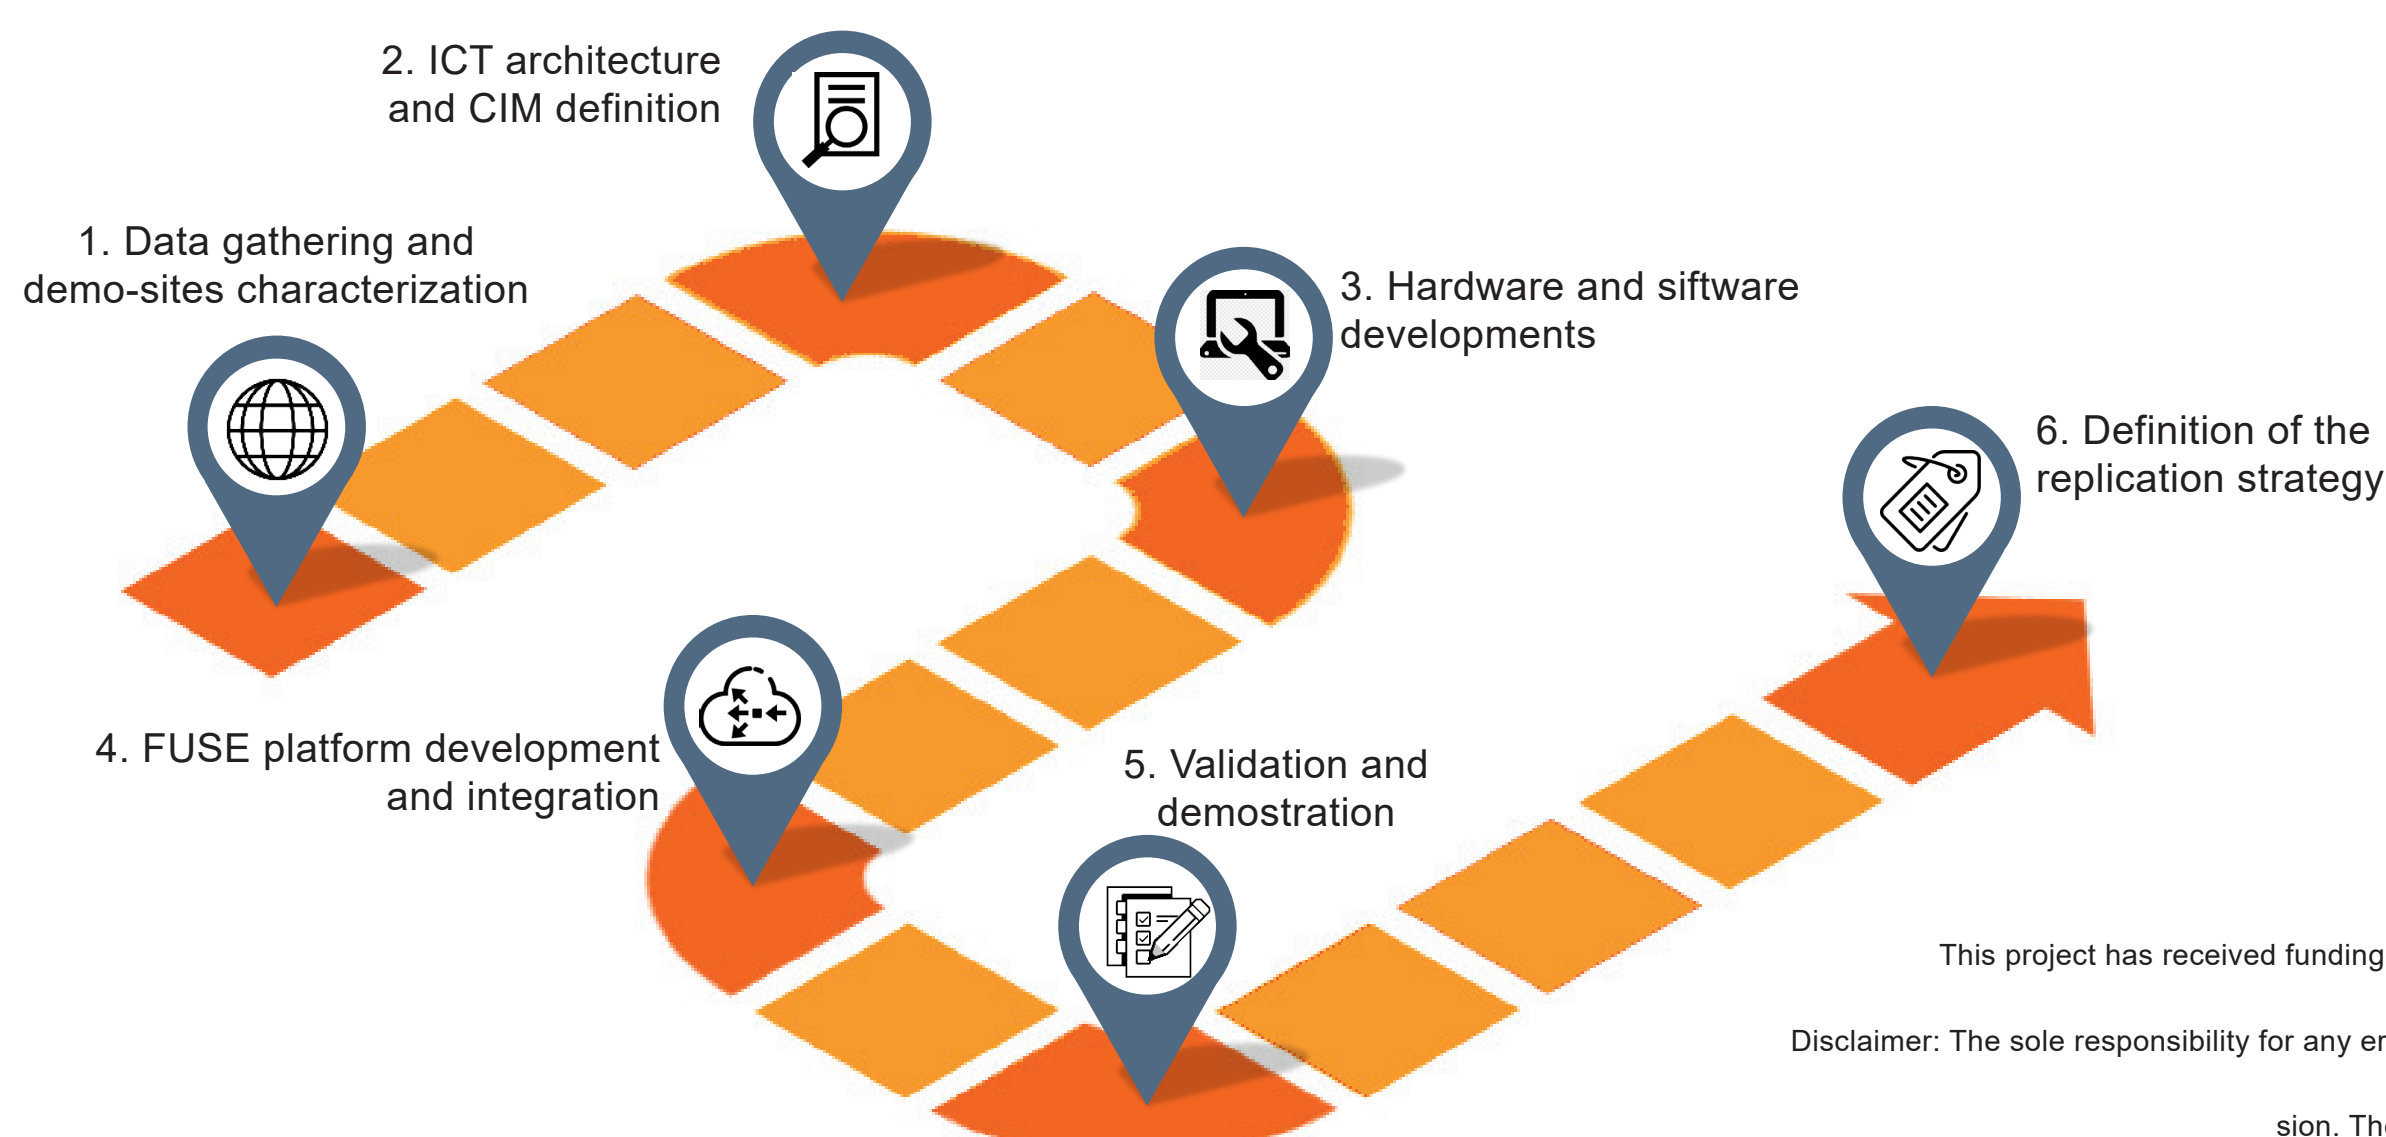 2. ICT architecture
and CIM definition
1. Data gathering and
demo-sites characterization
3. Hardware and siftware
developments
6. Definition of the
replication strategy
4. FUSE platform development
and integration
5. Validation and
demostration
This project has received funding
Disclaimer: The sole responsibility for any
sion.